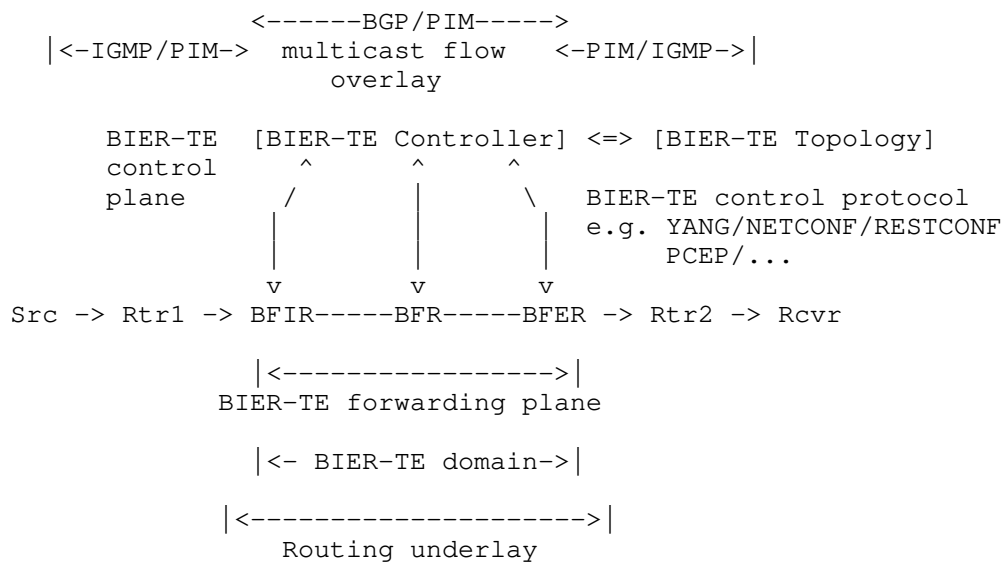 <------BGP/PIM----->
   |<-IGMP/PIM->  multicast flow   <-PIM/IGMP->|
                     overlay

        BIER-TE  [BIER-TE Controller] <=> [BIER-TE Topology]
        control      ^       ^      ^
        plane       /        |       \   BIER-TE control protocol
                   |         |        |  e.g. YANG/NETCONF/RESTCONF
                   |         |        |       PCEP/...
                   v         v        v
 Src -> Rtr1 -> BFIR-----BFR-----BFER -> Rtr2 -> Rcvr

                |<----------------->|
              BIER-TE forwarding plane

                |<- BIER-TE domain->|

              |<--------------------->|
                  Routing underlay